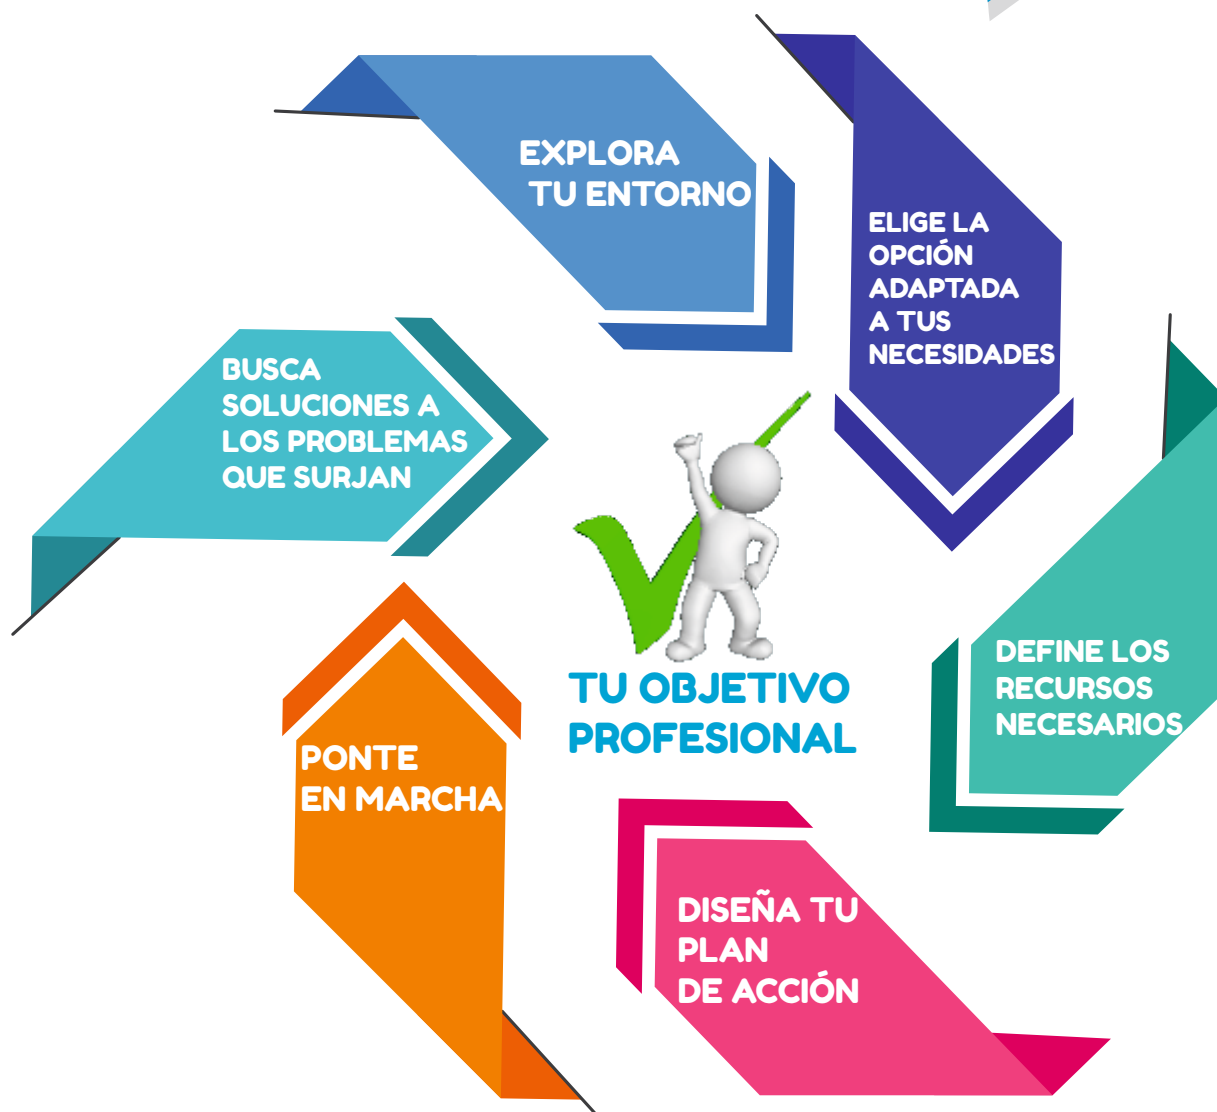 EXPLORA
TU ENTORNO
ELIGE LA
OPCIÓN
ADAPTADA
A TUS
NECESIDADES
DEFINE LOS
RECURSOS
NECESARIOS
DISEÑA TU
PLAN
DE ACCIÓN
PONTE
EN MARCHA
BUSCA
SOLUCIONES A
LOS PROBLEMAS
QUE SURJAN
TU OBJETIVO
PROFESIONAL